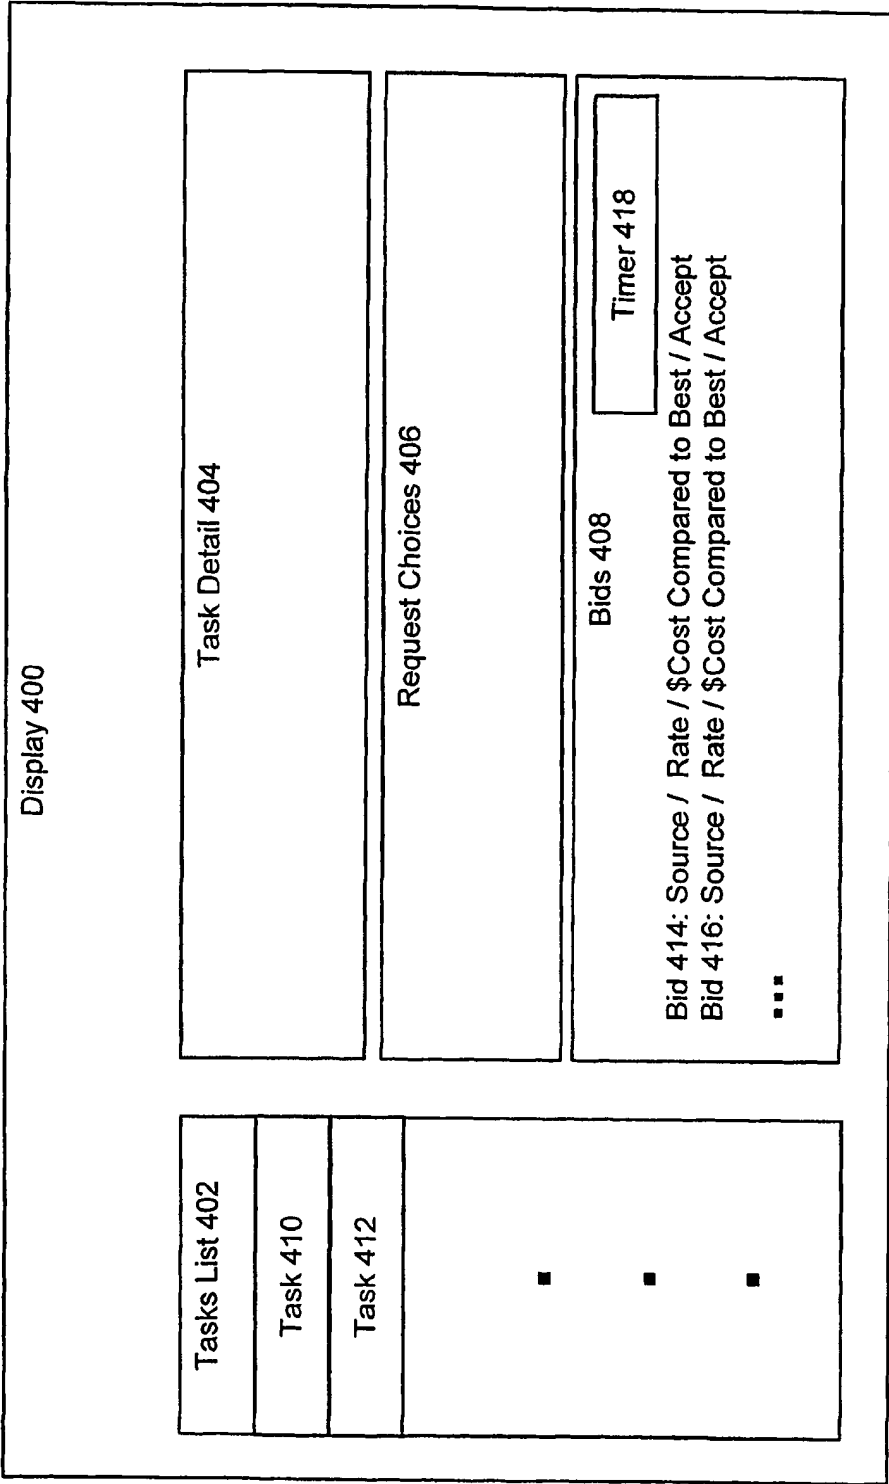 Display 400
Tasks List 402
Task 410
Task 412
Task Detail 404
Request Choices 406
Bids 408
Timer 418
Bid 414: Source / Rate / $Cost Compared to Best / Accept
Bid 416: Source / Rate / $Cost Compared to Best / Accept